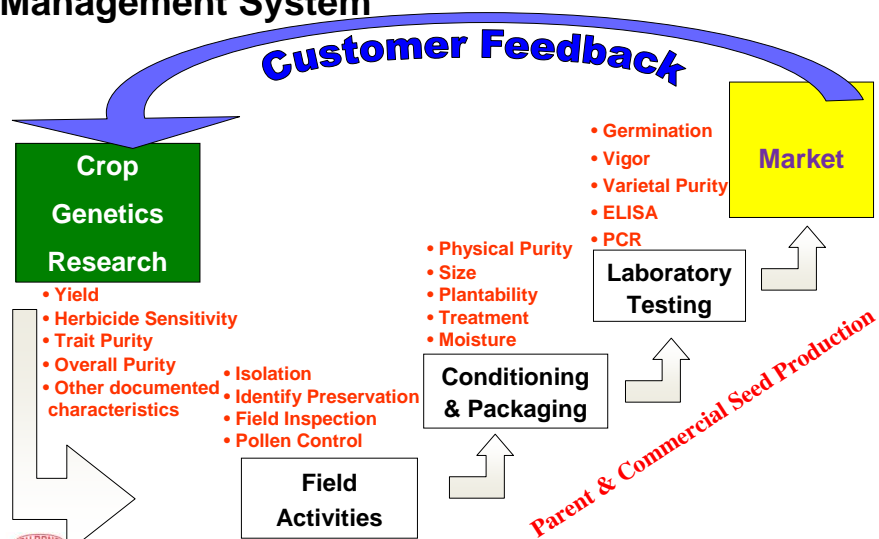 Management System
Customer Feedback
Crop
Genetics
Research
• Yield
• Herbicide Sensitivity
• Trait Purity
• Overall Purity
• Other documented
characteristics
• Isolation
• Identify Preservation
• Field Inspection
• Pollen Control
Field
Activities
• Physical Purity
• Size
• Plantability
• Treatment
• Moisture
Conditioning
& Packaging
• Germination
• Vigor
• Varietal Purity
• ELISA
• PCR
Laboratory
Testing
Market
Parent & Commercial Seed Production